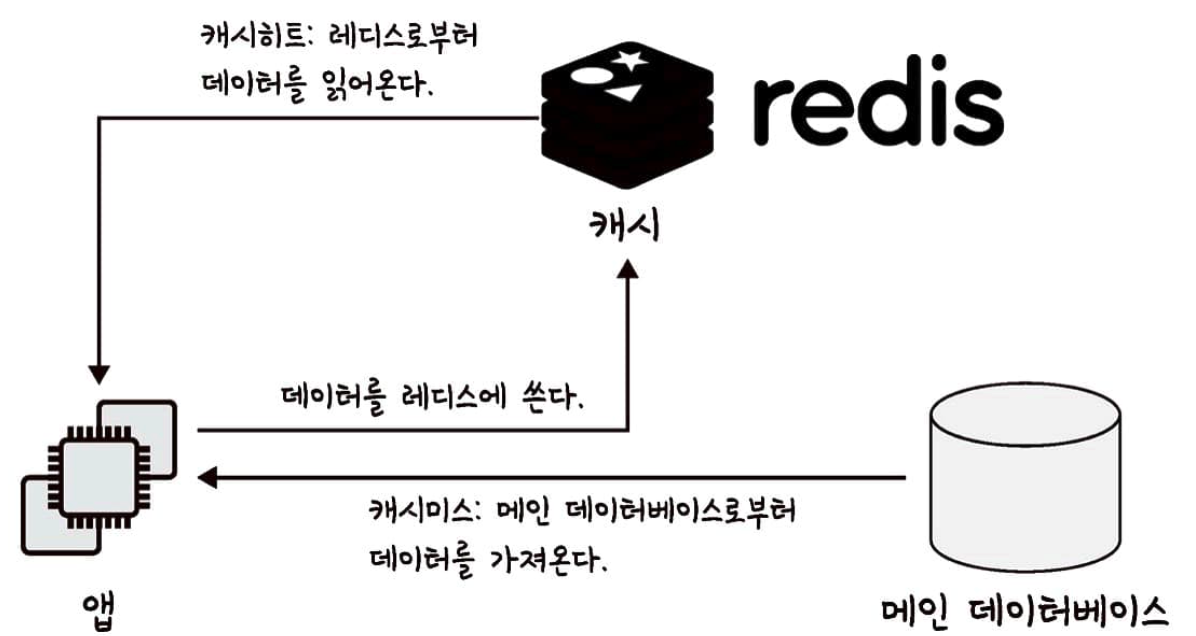 캐시히트: 레디스로부터
데이터를 읽어온다.
redis
캐시
데이터를 레디스에 쓴다.
캐시미스: 메인 데이터베이스로부터
데이터를 가져온다.
앱
메인 데이터베이스